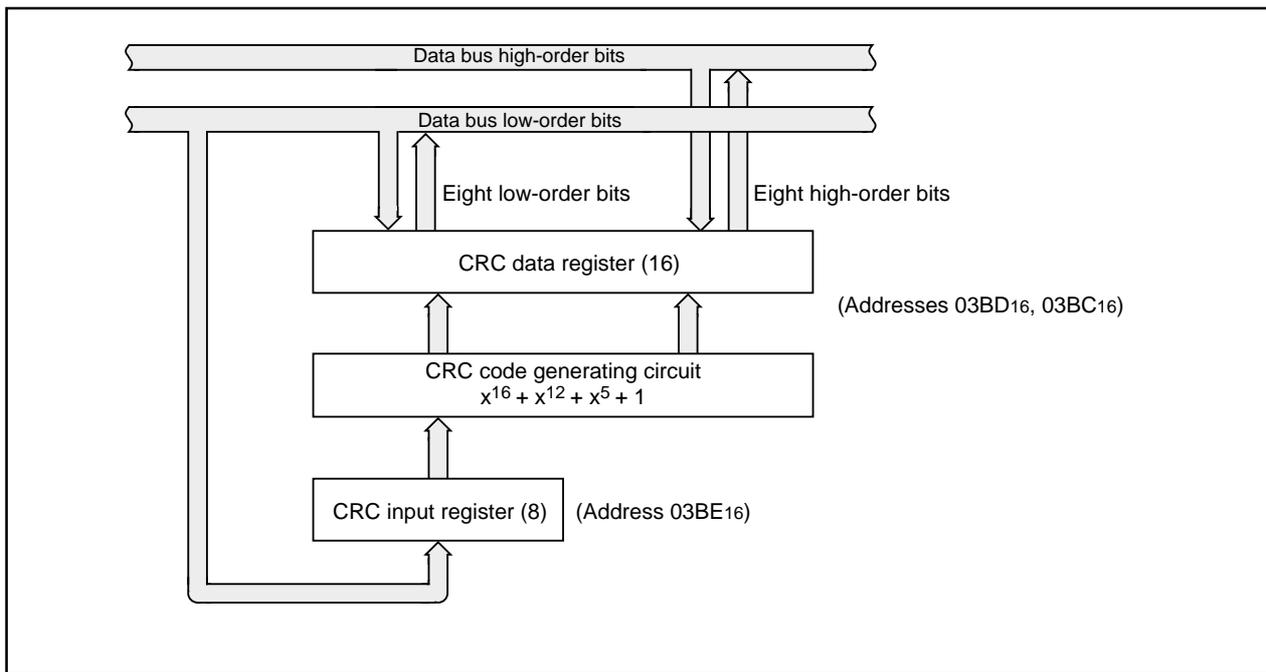 Data bus high-order bits
Data bus low-order bits
Eight low-order bits
Eight high-order bits
CRC data register (16)
(Addresses 03BD16, 03BC16)
CRC code generating circuit
x16 + x12 + x5 + 1
CRC input register (8)
(Address 03BE16)